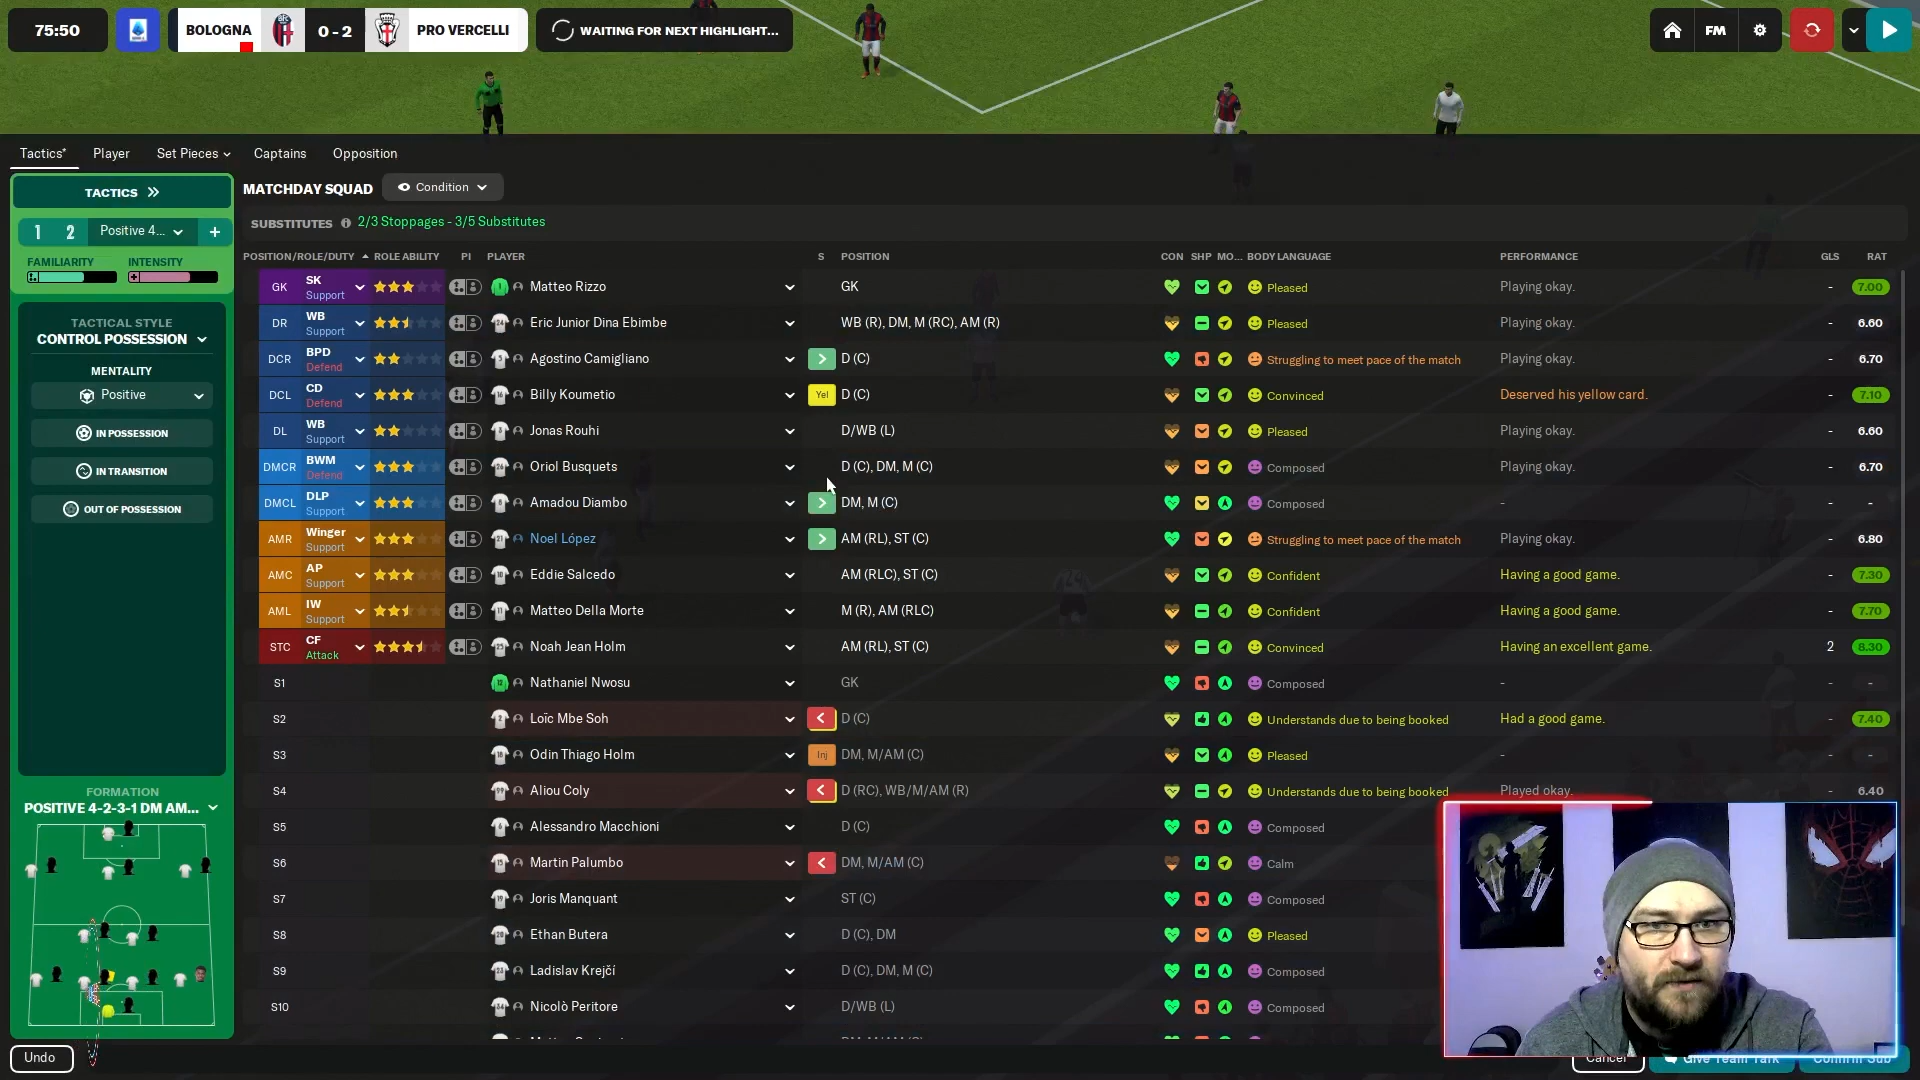 75:50
BOLOGNA 0 - 2 PRO VERCELLI
WAITING FOR NEXT HIGHLIGHT...
FM
Tactics* Player Set Pieces Captains Opposition
TACTICS
1 2 Positive 4... +
FAMILIARITY INTENSITY
TACTICAL STYLE
CONTROL POSSESSION
MENTALITY
Positive
IN POSSESSION
IN TRANSITION
OUT OF POSSESSION
FORMATION
POSITIVE 4-2-3-1 DM AM...
MATCHDAY SQUAD Condition
SUBSTITUTES 2/3 Stoppages - 3/5 Substitutes
POSITION/ROLE/DUTY ROLE ABILITY PI PLAYER S POSITION CON SHP MO... BODY LANGUAGE PERFORMANCE GLS RAT
GK SK Support Matteo Rizzo GK Pleased Playing okay. - 7.00
DR WB Support Eric Junior Dina Ebimbe WB (R), DM, M (RC), AM (R) Pleased Playing okay. - 6.60
DCR BPD Defend Agostino Camigliano D (C) Struggling to meet pace of the match Playing okay. - 6.70
DCL CD Defend Billy Koumetio Yel D (C) Convinced Deserved his yellow card. - 7.10
DL WB Support Jonas Rouhi D/WB (L) Pleased Playing okay. - 6.60
DMCR BWM Defend Oriol Busquets D (C), DM, M (C) Composed Playing okay. - 6.70
DMCL DLP Support Amadou Diambo DM, M (C) Composed - - -
AMR Winger Support Noel López AM (RL), ST (C) Struggling to meet pace of the match Playing okay. - 6.80
AMC AP Support Eddie Salcedo AM (RLC), ST (C) Confident Having a good game. - 7.30
AML IW Support Matteo Della Morte M (R), AM (RLC) Confident Having a good game. - 7.70
STC CF Attack Noah Jean Holm AM (RL), ST (C) Convinced Having an excellent game. 2 8.30
S1 Nathaniel Nwosu GK Composed - - -
S2 Loïc Mbe Soh D (C) Understands due to being booked Had a good game. - 7.40
S3 Odin Thiago Holm Inj DM, M/AM (C) Pleased - - -
S4 Aliou Coly D (RC), WB/M/AM (R) Understands due to being booked Played okay. - 6.40
S5 Alessandro Macchioni D (C) Composed
S6 Martin Palumbo DM, M/AM (C) Calm
S7 Joris Manquant ST (C) Composed
S8 Ethan Butera D (C), DM Pleased
S9 Ladislav Krejčí D (C), DM, M (C) Composed
S10 Nicolò Peritore D/WB (L) Composed
Undo Cancel Give Team Talk Confirm Sub